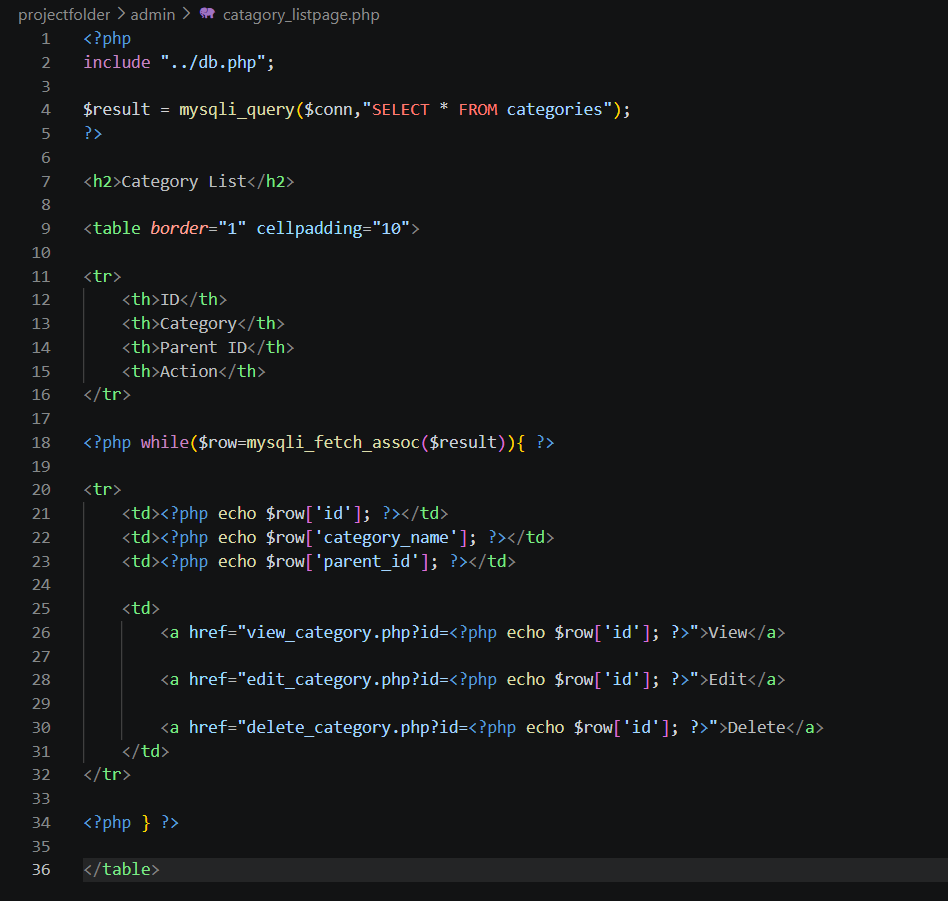 projectfolder > admin > catagory_listpage.php
1 <?php
2 include "../db.php";
3
4 $result = mysqli_query($conn,"SELECT * FROM categories");
5 ?>
6
7 <h2>Category List</h2>
8
9 <table border="1" cellpadding="10">
10
11 <tr>
12     <th>ID</th>
13     <th>Category</th>
14     <th>Parent ID</th>
15     <th>Action</th>
16 </tr>
17
18 <?php while($row=mysqli_fetch_assoc($result)){ ?>
19
20 <tr>
21     <td><?php echo $row['id']; ?></td>
22     <td><?php echo $row['category_name']; ?></td>
23     <td><?php echo $row['parent_id']; ?></td>
24
25     <td>
26         <a href="view_category.php?id=<?php echo $row['id']; ?>">View</a>
27
28         <a href="edit_category.php?id=<?php echo $row['id']; ?>">Edit</a>
29
30         <a href="delete_category.php?id=<?php echo $row['id']; ?>">Delete</a>
31     </td>
32 </tr>
33
34 <?php } ?>
35
36 </table>